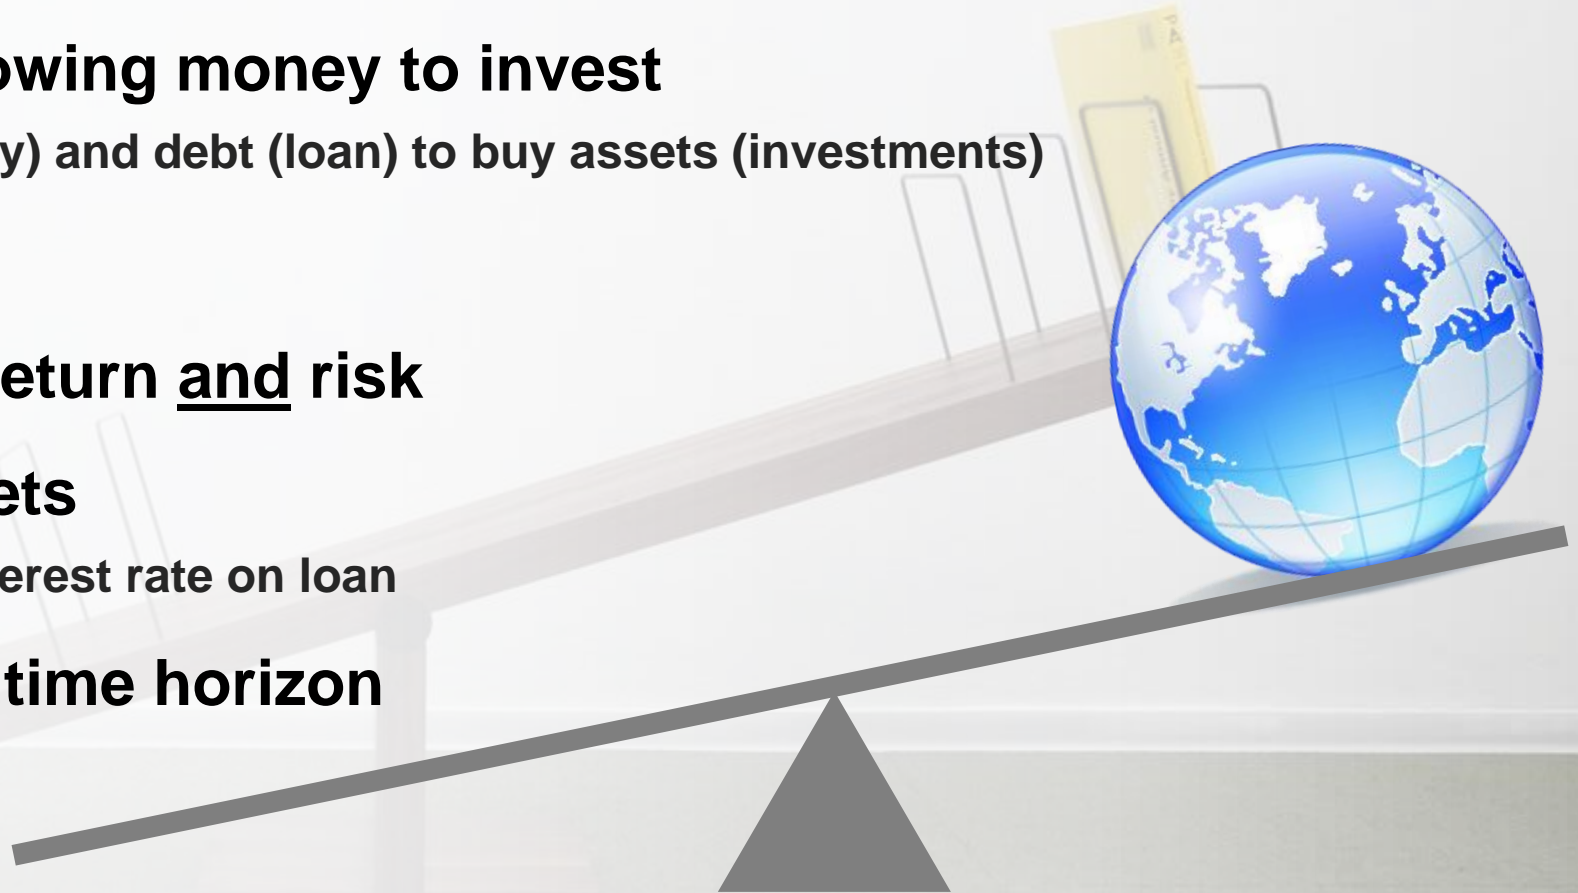 owing money to invest
y) and debt (loan) to buy assets (investments)
eturn and risk
ets
erest rate on loan
time horizon